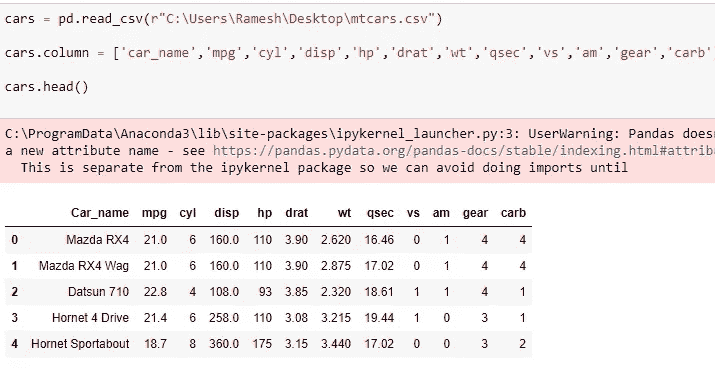 cars = pd.read_csv(r"C:\Users\Ramesh\Desktop\mtcars.csv")
cars.column = ['car_name','mpg','cyl','disp','hp','drat','wt','qsec','vs','am','gear','carb'
cars.head()
C:\ProgramData\Anaconda3\lib\site-packages\ipykernel_launcher.py:3: UserWarning: Pandas doesn
a new attribute name - see https://pandas.pydata.org/pandas-docs/stable/indexing.html#attrib
This is separate from the ipykernel package so we can avoid doing imports until
Car_name mpg cyl disp hp drat wt qsec vs am gear carb
0 Mazda RX4 21.0 6 160.0 110 3.90 2.620 16.46 0 1 4 4
1 Mazda RX4 Wag 21.0 6 160.0 110 3.90 2.875 17.02 0 1 4 4
2 Datsun 710 22.8 4 108.0 93 3.85 2.320 18.61 1 1 4 1
3 Hornet 4 Drive 21.4 6 258.0 110 3.08 3.215 19.44 1 0 3 1
4 Hornet Sportabout 18.7 8 360.0 175 3.15 3.440 17.02 0 0 3 2